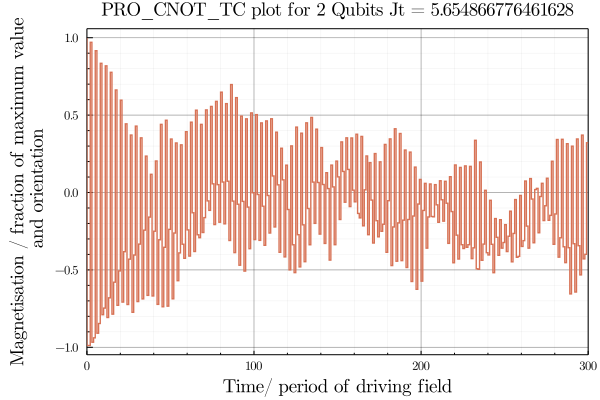 PRO_CNOT_TC plot for 2 Qubits Jt = 5.654866776461628
Magnetisation / fraction of maximum value
and orientation
1.0
0.5
0.0
−0.5
−1.0
0
100
200
300
Time/ period of driving field